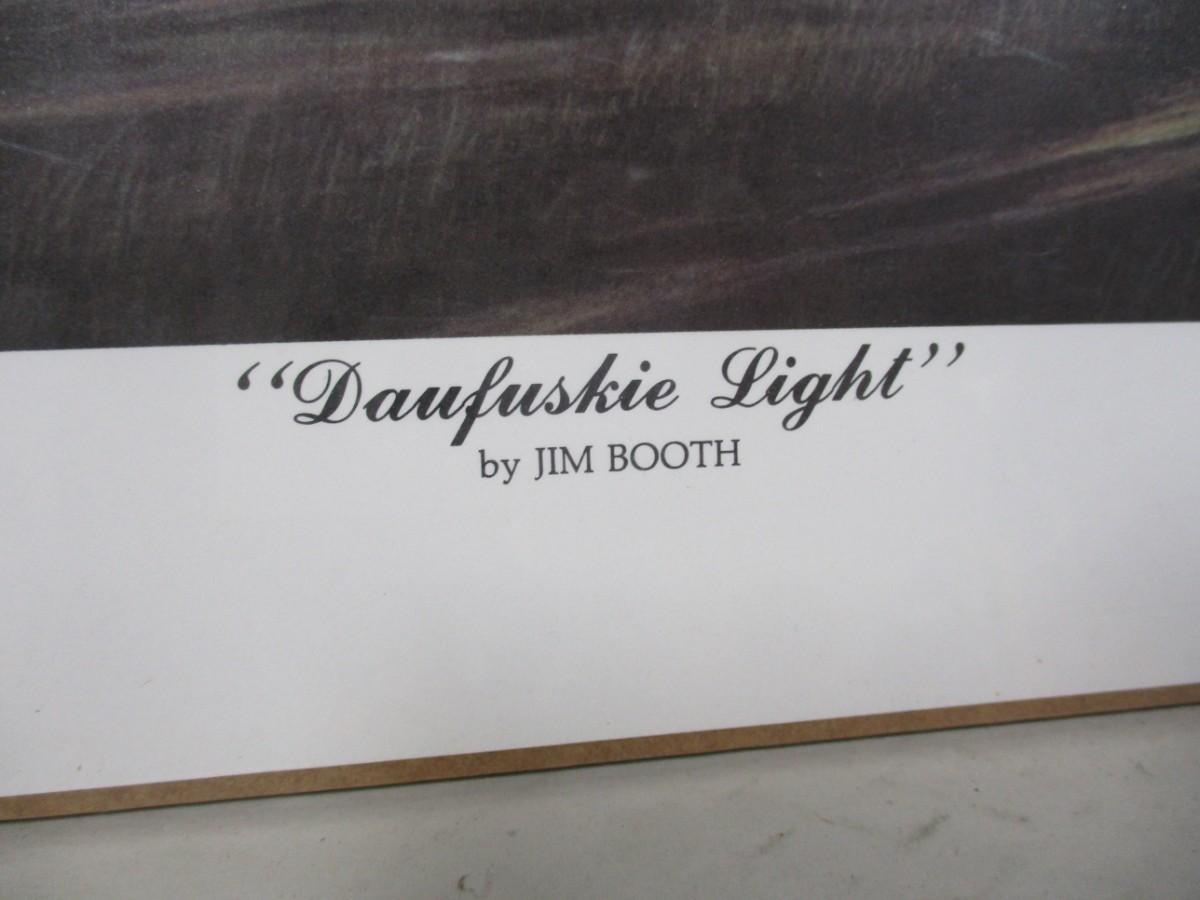 “Daufuskie Light”
by JIM BOOTH